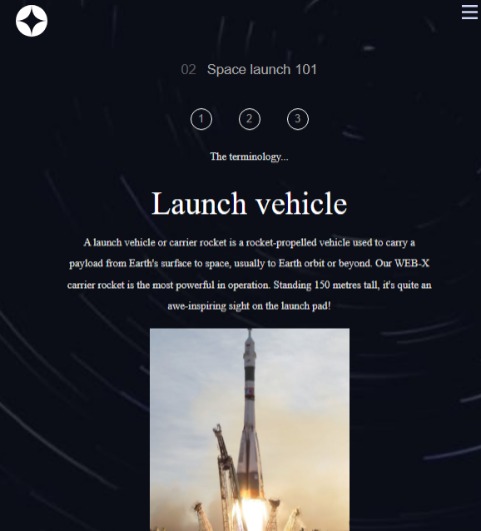 02 Space launch 101
1 2 3
The terminology...
Launch vehicle
A launch vehicle or carrier rocket is a rocket-propelled vehicle used to carry a
payload from Earth's surface to space, usually to Earth orbit or beyond. Our WEB-X
carrier rocket is the most powerful in operation. Standing 150 metres tall, it's quite an
awe-inspiring sight on the launch pad!